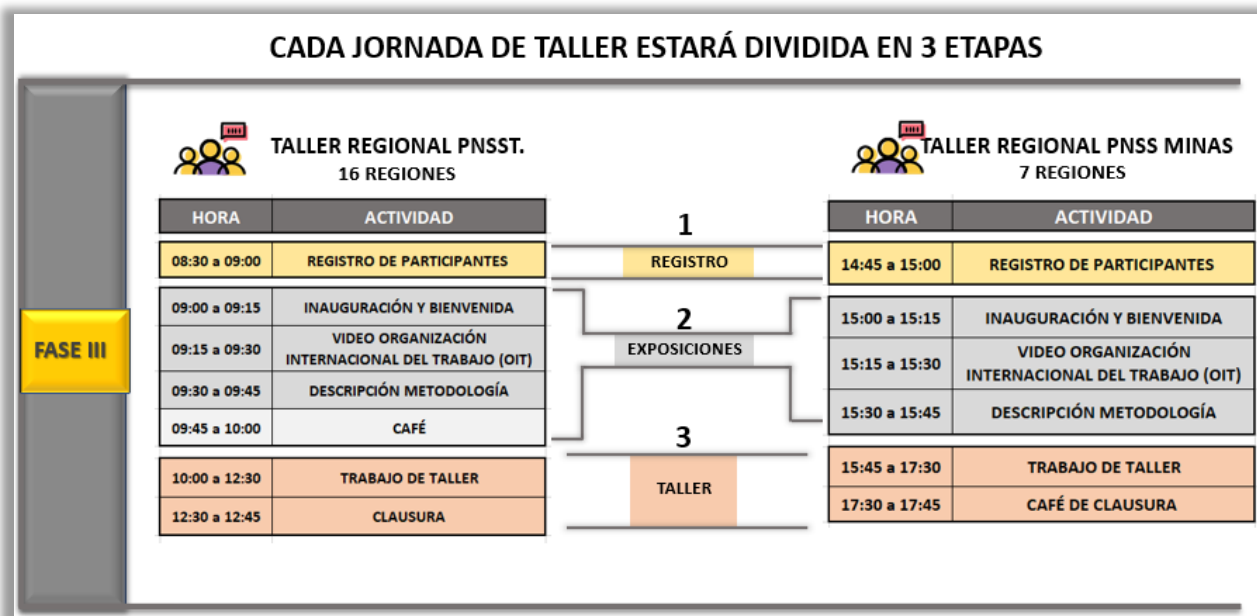 CADA JORNADA DE TALLER ESTARÁ DIVIDIDA EN 3 ETAPAS
FASE III
TALLER REGIONAL PNSST.
16 REGIONES
HORA ACTIVIDAD
08:30 a 09:00 REGISTRO DE PARTICIPANTES
09:00 a 09:15 INAUGURACIÓN Y BIENVENIDA
09:15 a 09:30 VIDEO ORGANIZACIÓN
INTERNACIONAL DEL TRABAJO (OIT)
09:30 a 09:45 DESCRIPCIÓN METODOLOGÍA
09:45 a 10:00 CAFÉ
10:00 a 12:30 TRABAJO DE TALLER
12:30 a 12:45 CLAUSURA
1
REGISTRO
2
EXPOSICIONES
3
TALLER
TALLER REGIONAL PNSS MINAS
7 REGIONES
HORA ACTIVIDAD
14:45 a 15:00 REGISTRO DE PARTICIPANTES
15:00 a 15:15 INAUGURACIÓN Y BIENVENIDA
15:15 a 15:30 VIDEO ORGANIZACIÓN
INTERNACIONAL DEL TRABAJO (OIT)
15:30 a 15:45 DESCRIPCIÓN METODOLOGÍA
15:45 a 17:30 TRABAJO DE TALLER
17:30 a 17:45 CAFÉ DE CLAUSURA